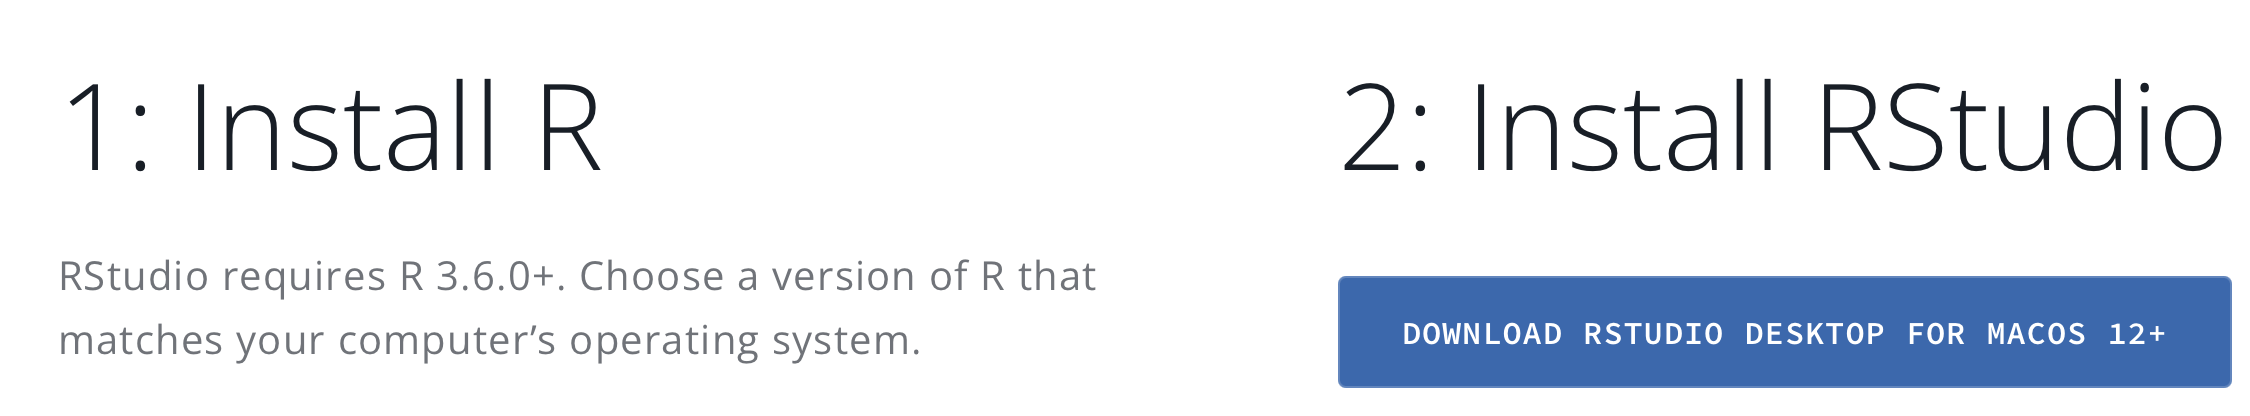 1: Install R
RStudio requires R 3.6.0+. Choose a version of R that
matches your computer’s operating system.
2: Install RStudio
DOWNLOAD RSTUDIO DESKTOP FOR MACOS 12+